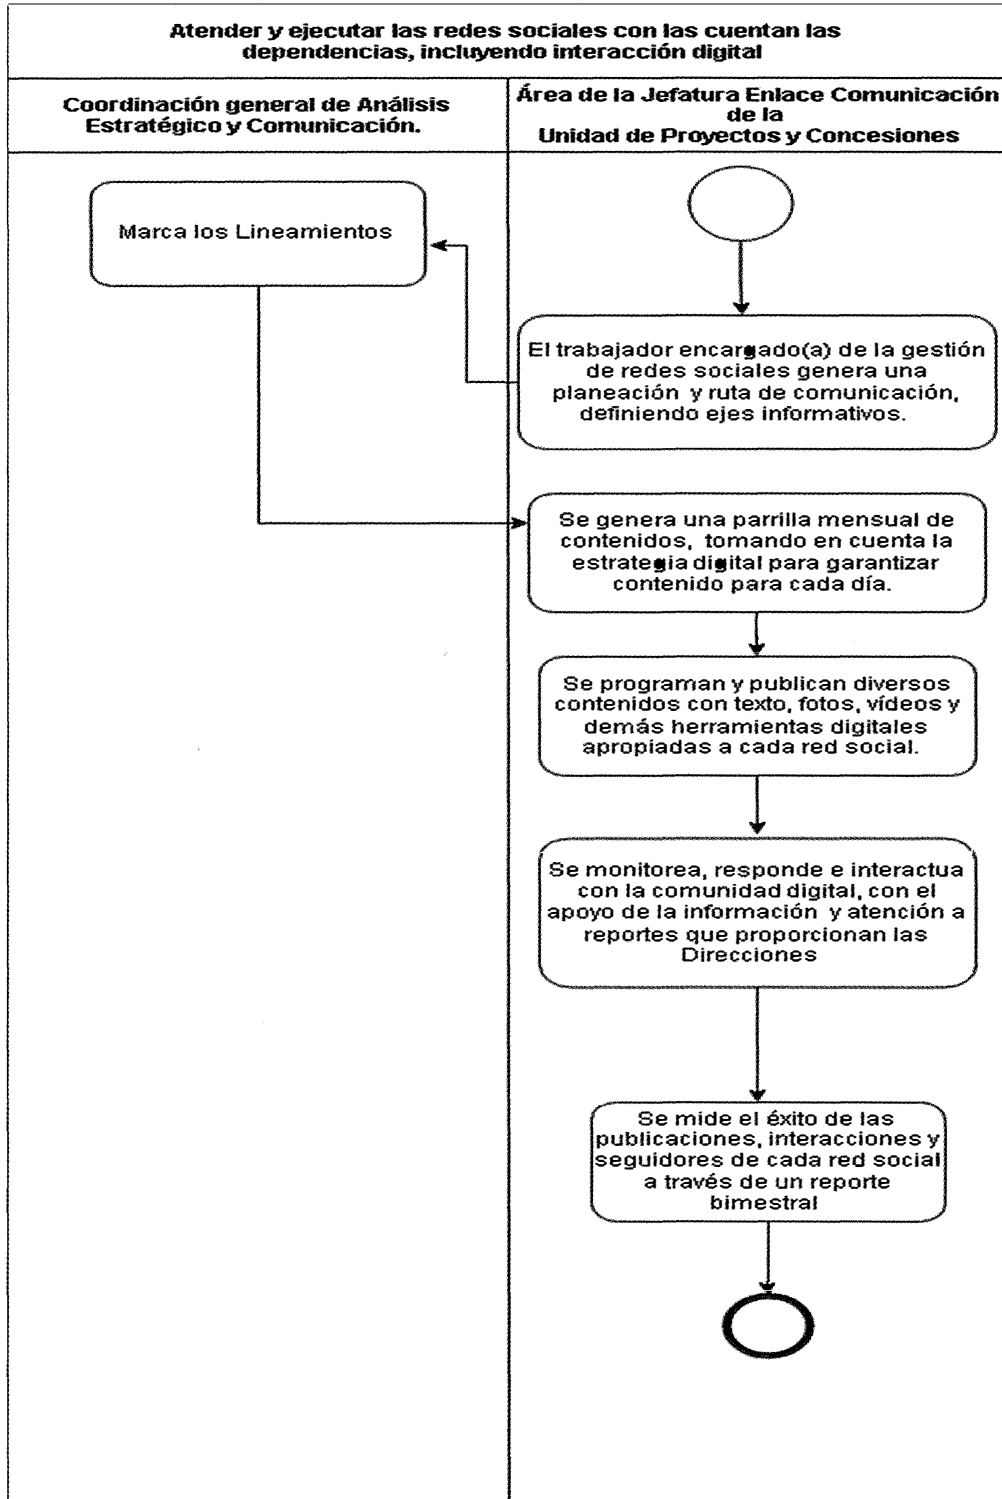 Atender y ejecutar las redes sociales con las cuentan las
dependencias, incluyendo interacción digital
Coordinación general de Análisis
Estratégico y Comunicación.
Área de la Jefatura Enlace Comunicación
de la
Unidad de Proyectos y Concesiones
Marca los Lineamientos
El trabajador encargado(a) de la gestión
de redes sociales genera una
planeación y ruta de comunicación,
definiendo ejes informativos.
Se genera una parrilla mensual de
contenidos, tomando en cuenta la
estrategia digital para garantizar
contenido para cada día.
Se programan y publican diversos
contenidos con texto, fotos, vídeos y
demás herramientas digitales
apropiadas a cada red social.
Se monitorea, responde e interactua
con la comunidad digital, con el
apoyo de la información y atención a
reportes que proporcionan las
Direcciones
Se mide el éxito de las
publicaciones, interacciones y
seguidores de cada red social
a través de un reporte
bimestral